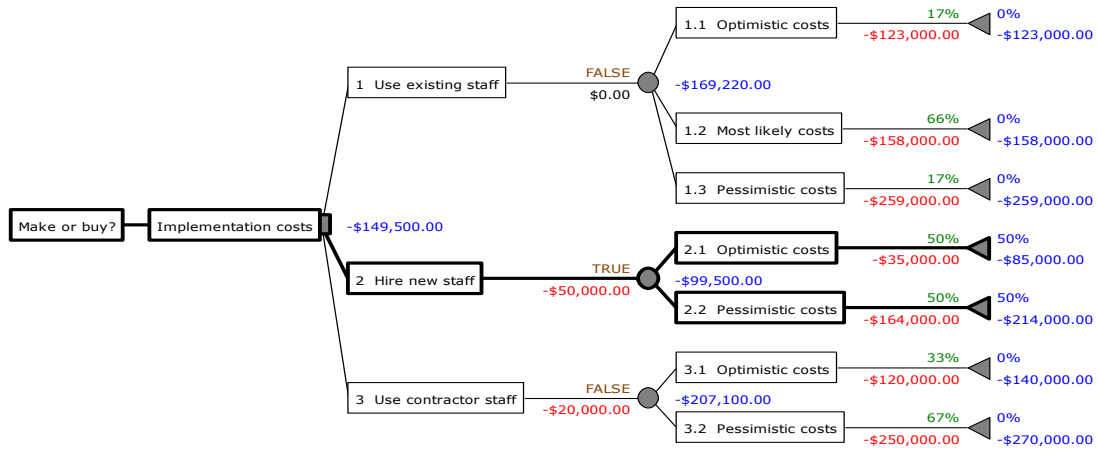 Make or buy?
Implementation costs
-$149,500.00
1 Use existing staff
FALSE
$0.00
-$169,220.00
1.1 Optimistic costs
17%
-$123,000.00
0%
-$123,000.00
1.2 Most likely costs
66%
-$158,000.00
0%
-$158,000.00
1.3 Pessimistic costs
17%
-$259,000.00
0%
-$259,000.00
2 Hire new staff
TRUE
-$50,000.00
-$99,500.00
2.1 Optimistic costs
50%
-$35,000.00
50%
-$85,000.00
2.2 Pessimistic costs
50%
-$164,000.00
50%
-$214,000.00
3 Use contractor staff
FALSE
-$20,000.00
-$207,100.00
3.1 Optimistic costs
33%
-$120,000.00
0%
-$140,000.00
3.2 Pessimistic costs
67%
-$250,000.00
0%
-$270,000.00